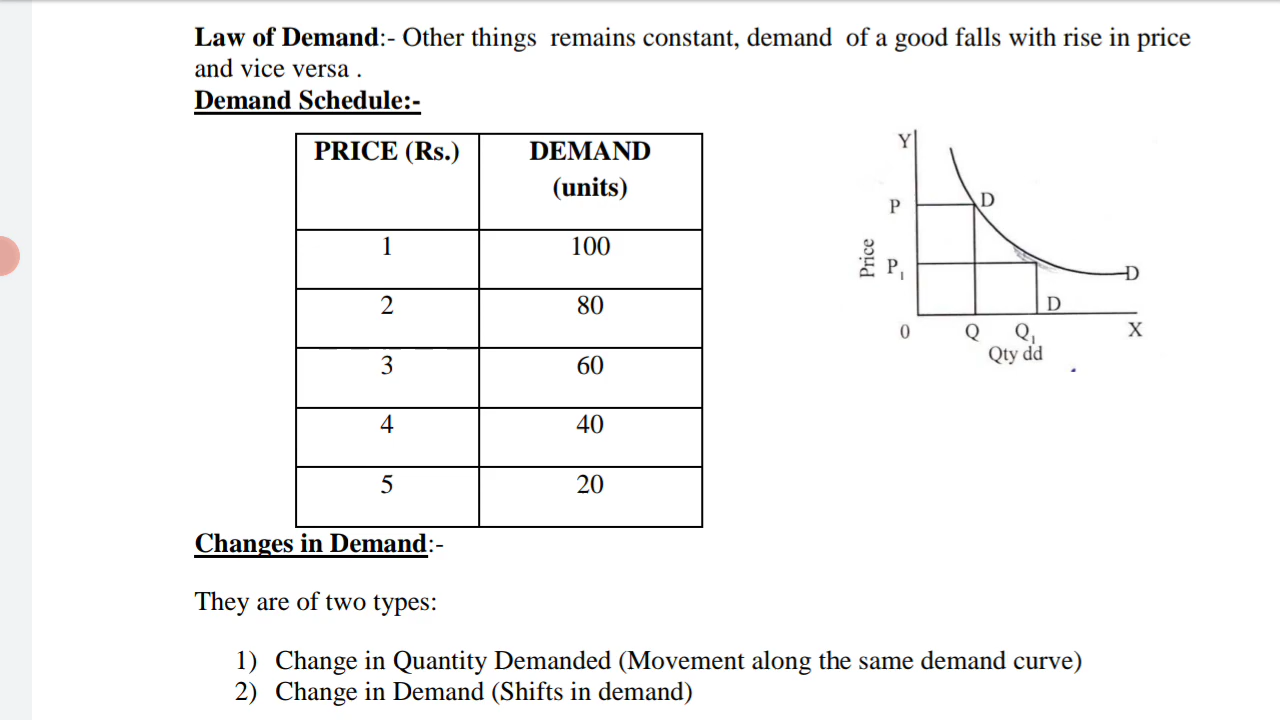 Law of Demand:- Other things remains constant, demand of a good falls with rise in price
and vice versa .
Demand Schedule:-
PRICE (Rs.) DEMAND
(units)
1 100
2 80
3 60
4 40
5 20
Y
P
D
Price
P₁
D
D
0 Q Q₁ X
Qty dd
Changes in Demand:-
They are of two types:
1) Change in Quantity Demanded (Movement along the same demand curve)
2) Change in Demand (Shifts in demand)